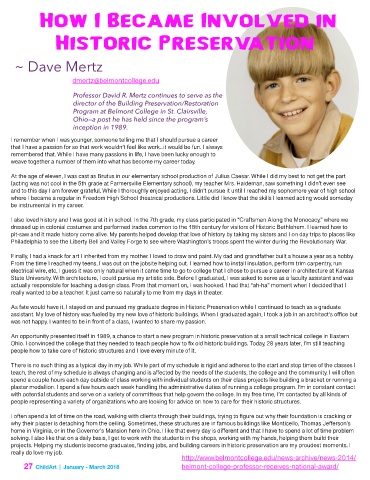 How I Became Involved in
Historic Preservation
~ Dave Mertz
dmertz@belmontcollege.edu
Professor David R. Mertz continues to serve as the
director of the Building Preservation/Restoration
Program at Belmont College in St. Clairsville,
Ohio—a post he has held since the program's
inception in 1989.
I remember when I was younger, someone telling me that I should pursue a career
that I have a passion for so that work wouldn't feel like work...it would be fun. I always
remembered that. While I have many passions in life, I have been lucky enough to
weave together a number of them into what has become my career today.
At the age of eleven, I was cast as Brutus in our elementary school production of Julius Caesar. While I did my best to not get the part
(acting was not cool in the 5th grade at Farmersville Elementary school), my teacher Mrs. Haideman, saw something I didn't even see
and to this day I am forever grateful. While I thoroughly enjoyed acting, I didn't pursue it until I reached my sophomore year of high school
where I became a regular in Freedom High School theatrical productions. Little did I know that the skills I learned acting would someday
be instrumental in my career.
I also loved history and I was good at it in school. In the 7th grade, my class participated in "Craftsman Along the Monocacy," where we
dressed up in colonial costumes and performed trades common to the 18th century for visitors of historic Bethlehem. I learned how to
pit-saw and it made history come alive. My parents helped develop that love of history by taking my sisters and I on day trips to places like
Philadelphia to see the Liberty Bell and Valley Forge to see where Washington's troops spent the winter during the Revolutionary War.
Finally, I had a knack for art I inherited from my mother. I loved to draw and paint. My dad and grandfather built a house year as a hobby.
From the time I reached my teens, I was out on the jobsite helping out. I learned how to install insulation, perform trim carpentry, run
electrical wire, etc. I guess it was only natural when it came time to go to college that I chose to pursue a career in architecture at Kansas
State University. With architecture, I could pursue my artistic side. Before I graduated, I was asked to serve as a faculty assistant and was
actually responsible for teaching a design class. From that moment on, I was hooked. I had that "ah-ha" moment when I decided that I
really wanted to be a teacher. It just came so naturally to me from my days in theater.
As fate would have it, I stayed on and pursued my graduate degree in Historic Preservation while I continued to teach as a graduate
assistant. My love of history was fueled by my new love of historic buildings. When I graduated again, I took a job in an architect's office but
was not happy. I wanted to be in front of a class, I wanted to share my passion.
An opportunity presented itself in 1989, a chance to start a new program in historic preservation at a small technical college in Eastern
Ohio. I convinced the college that they needed to teach people how to fix old historic buildings. Today, 28 years later, I'm still teaching
people how to take care of historic structures and I love every minute of it.
There is no such thing as a typical day in my job. While part of my schedule is rigid and adheres to the start and stop times of the classes I
teach, the rest of my schedule is always changing and is affected by the needs of the students, the college and the community. I will often
spend a couple hours each day outside of class working with individual students on their class projects like building a bracket or running a
plaster medallion. I spend a few hours each week handling the administrative duties of running a college program. I'm in constant contact
with potential students and serve on a variety of committees that help govern the college. In my free time, I'm contacted by all kinds of
people representing a variety of organizations who are looking for advice on how to care for their historic structures.
I often spend a lot of time on the road, walking with clients through their buildings, trying to figure out why their foundation is cracking or
why their plaster is detaching from the ceiling. Sometimes, these structures are in famous buildings like Monticello, Thomas Jefferson's
home in Virginia, or in the Governor's Mansion here in Ohio. I like that every day is different and that I have to spend a lot of time problem
solving. I also like that on a daily basis, I get to work with the students in the shops, working with my hands, helping them build their
projects. Helping my students become graduates, finding jobs, and building careers in historic preservation are my proudest moments. I
really do love my job.
http://www.belmontcollege.edu/news-archive/news-2014/
belmont-college-professor-receives-national-award/
27 ChildArt | January - March 2018